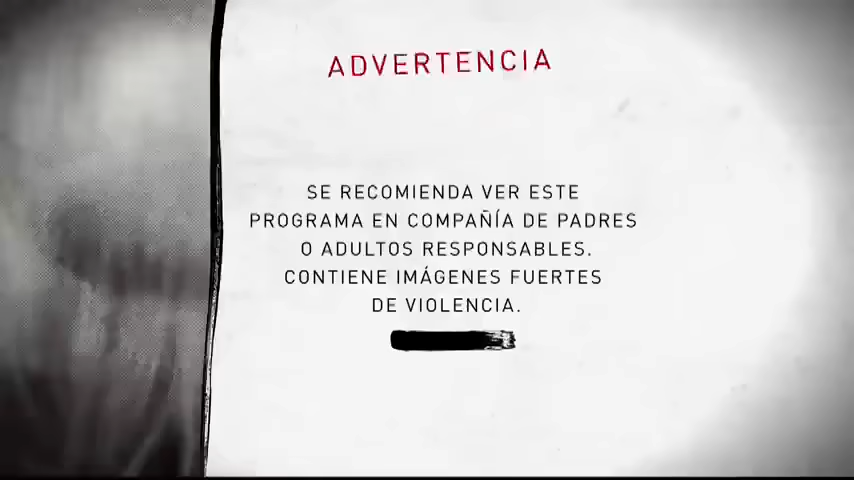 ADVERTENCIA
SE RECOMIENDA VER ESTE
PROGRAMA EN COMPAÑÍA DE PADRES
O ADULTOS RESPONSABLES.
CONTIENE IMÁGENES FUERTES
DE VIOLENCIA.